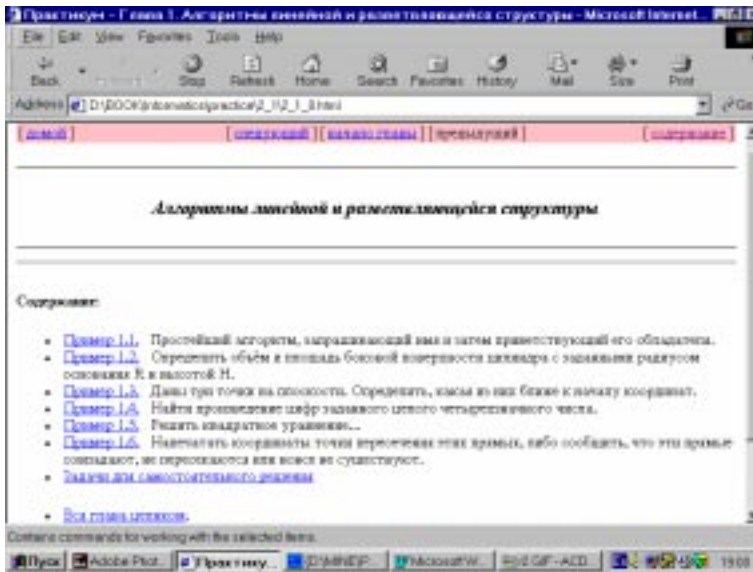 Практикум - Глава 1. Алгоритмы линейной и разветвляющейся структуры - Microsoft Internet...
File Edit View Favorites Tools Help
Back Stop Refresh Home Search Favorites History Mail Size Print
Address D:\BOOK\informatics\practica\2_1\2_1_0.html Go
[ домой ] [ следующий ] [ начало главы ] [ предыдущий ] [ содержание ]
Алгоритмы линейной и разветвляющейся структуры
Содержание:
Пример 1.1. Простейший алгоритм, запрашивающий имя и затем приветствующий его обладателя.
Пример 1.2. Определить объём и площадь боковой поверхности цилиндра с заданными радиусом
основания R и высотой H.
Пример 1.3. Даны три точки на плоскости. Определить, какая из них ближе к началу координат.
Пример 1.4. Найти произведение цифр заданного целого четырехзначного числа.
Пример 1.5. Решить квадратное уравнение...
Пример 1.6. Напечатать координаты точки пересечения этих прямых, либо сообщить, что эти прямые
совпадают, не пересекаются или вовсе не существуют.
Задачи для самостоятельного решения
Вся глава целиком.
Contains commands for working with the selected items.
Пуск Adobe Phot... Практику... Microsoft W... GIF - ACD...